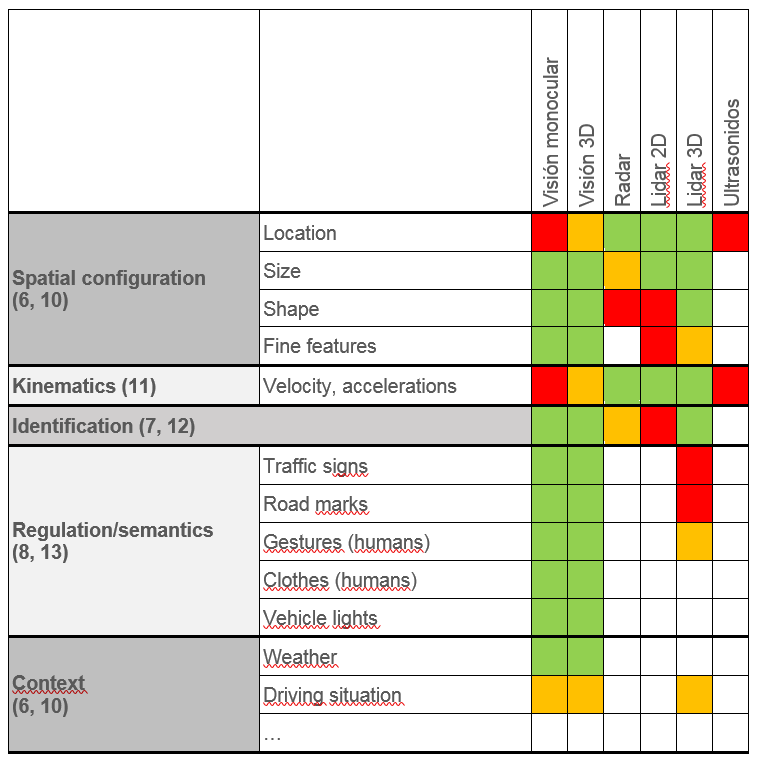 Visión monocular
Visión 3D
Radar
Lidar 2D
Lidar 3D
Ultrasonidos
Spatial configuration
(6, 10)
Location
Size
Shape
Fine features
Kinematics (11)
Velocity, accelerations
Identification (7, 12)
Regulation/semantics
(8, 13)
Traffic signs
Road marks
Gestures (humans)
Clothes (humans)
Vehicle lights
Context
(6, 10)
Weather
Driving situation
…